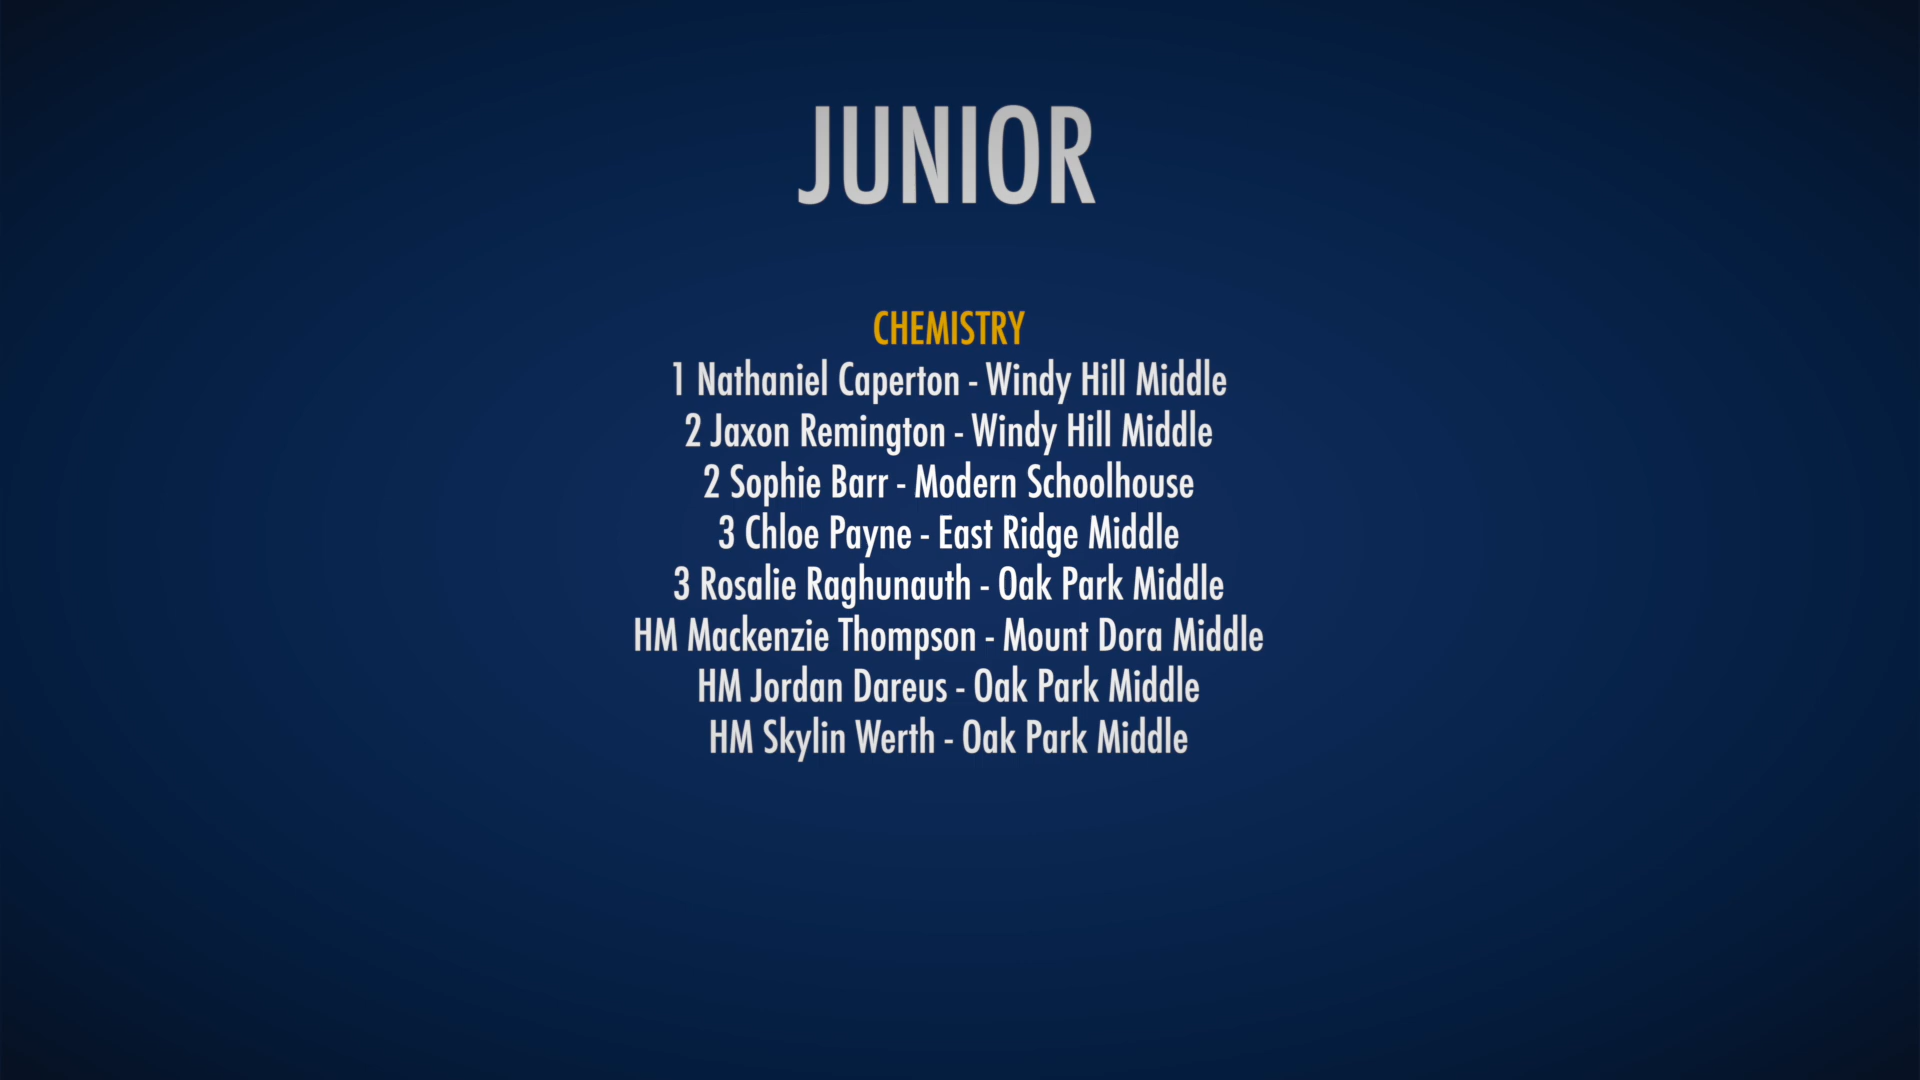 JUNIOR
CHEMISTRY
1 Nathaniel Caperton - Windy Hill Middle
2 Jaxon Remington - Windy Hill Middle
2 Sophie Barr - Modern Schoolhouse
3 Chloe Payne - East Ridge Middle
3 Rosalie Raghunauth - Oak Park Middle
HM Mackenzie Thompson - Mount Dora Middle
HM Jordan Dareus - Oak Park Middle
HM Skylin Werth - Oak Park Middle